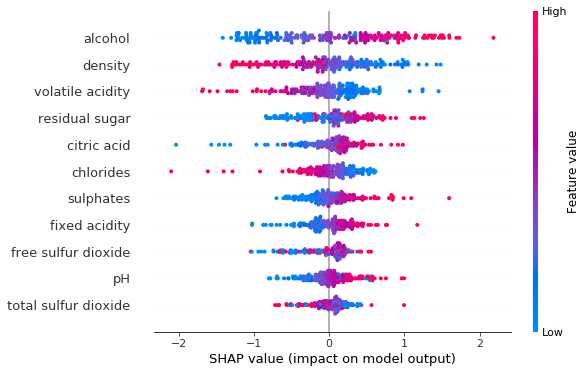 High
alcohol
density
volatile acidity
residual sugar
citric acid
chlorides
sulphates
fixed acidity
free sulfur dioxide
pH
total sulfur dioxide
Feature value
Low
−2 −1 0 1 2
SHAP value (impact on model output)